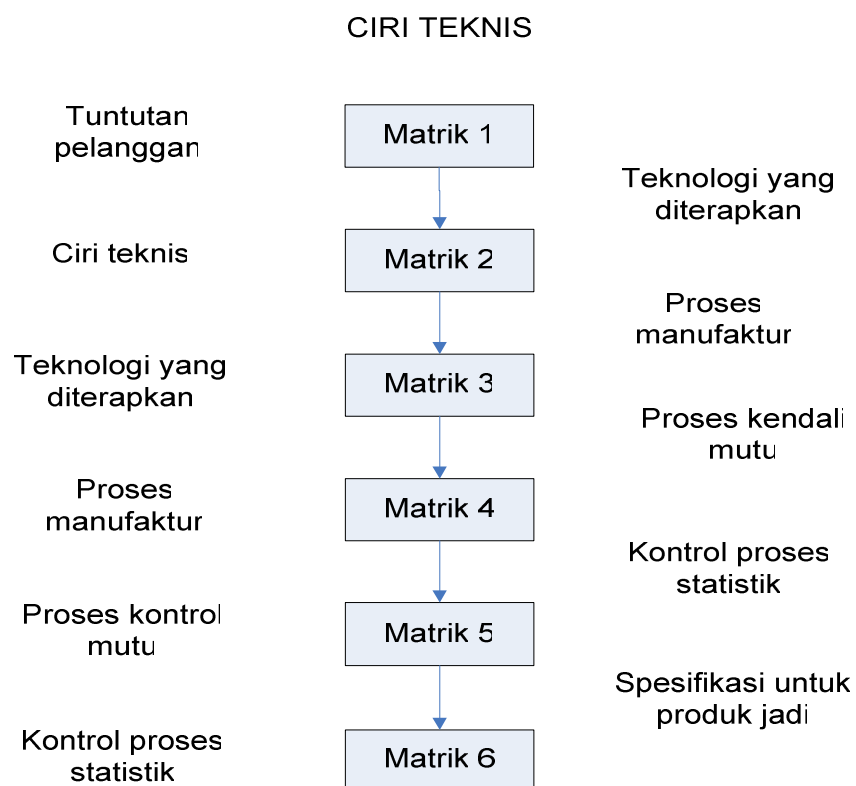 CIRI TEKNIS
Tuntutan
pelanggan
Matrik 1
Teknologi yang
diterapkan
Ciri teknis
Matrik 2
Proses
manufaktur
Teknologi yang
diterapkan
Matrik 3
Proses kendali
mutu
Proses
manufaktur
Matrik 4
Kontrol proses
statistik
Proses kontrol
mutu
Matrik 5
Spesifikasi untuk
produk jadi
Kontrol proses
statistik
Matrik 6